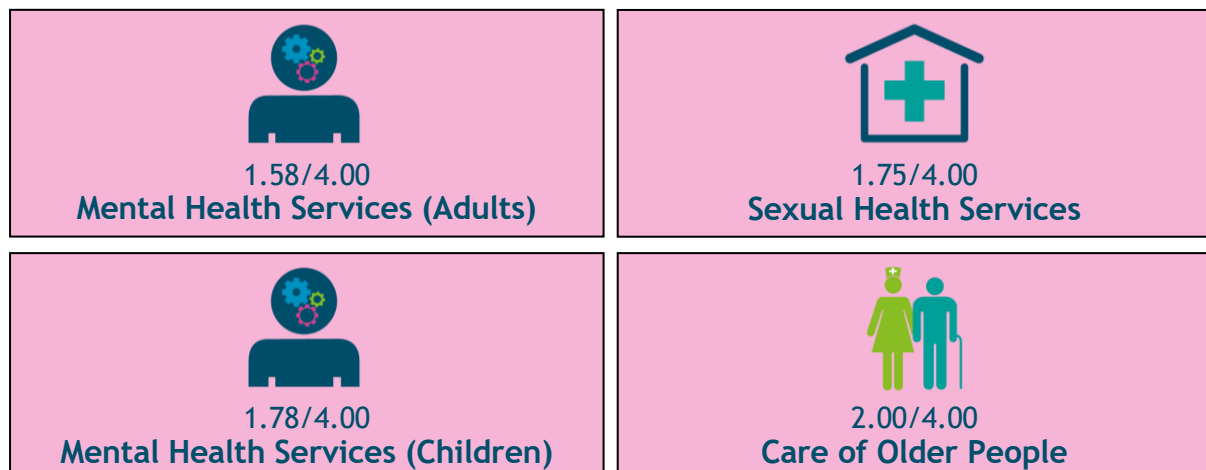 1.58/4.00
Mental Health Services (Adults)
1.75/4.00
Sexual Health Services
1.78/4.00
Mental Health Services (Children)
2.00/4.00
Care of Older People